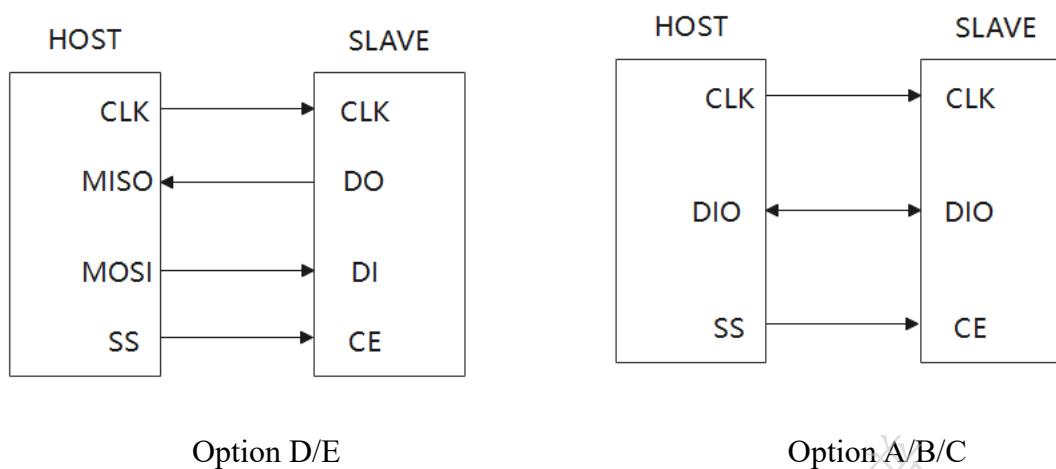 HOST
SLAVE
CLK
CLK
MISO
DO
MOSI
DI
SS
CE
Option D/E
HOST
SLAVE
CLK
CLK
DIO
DIO
SS
CE
Option A/B/C